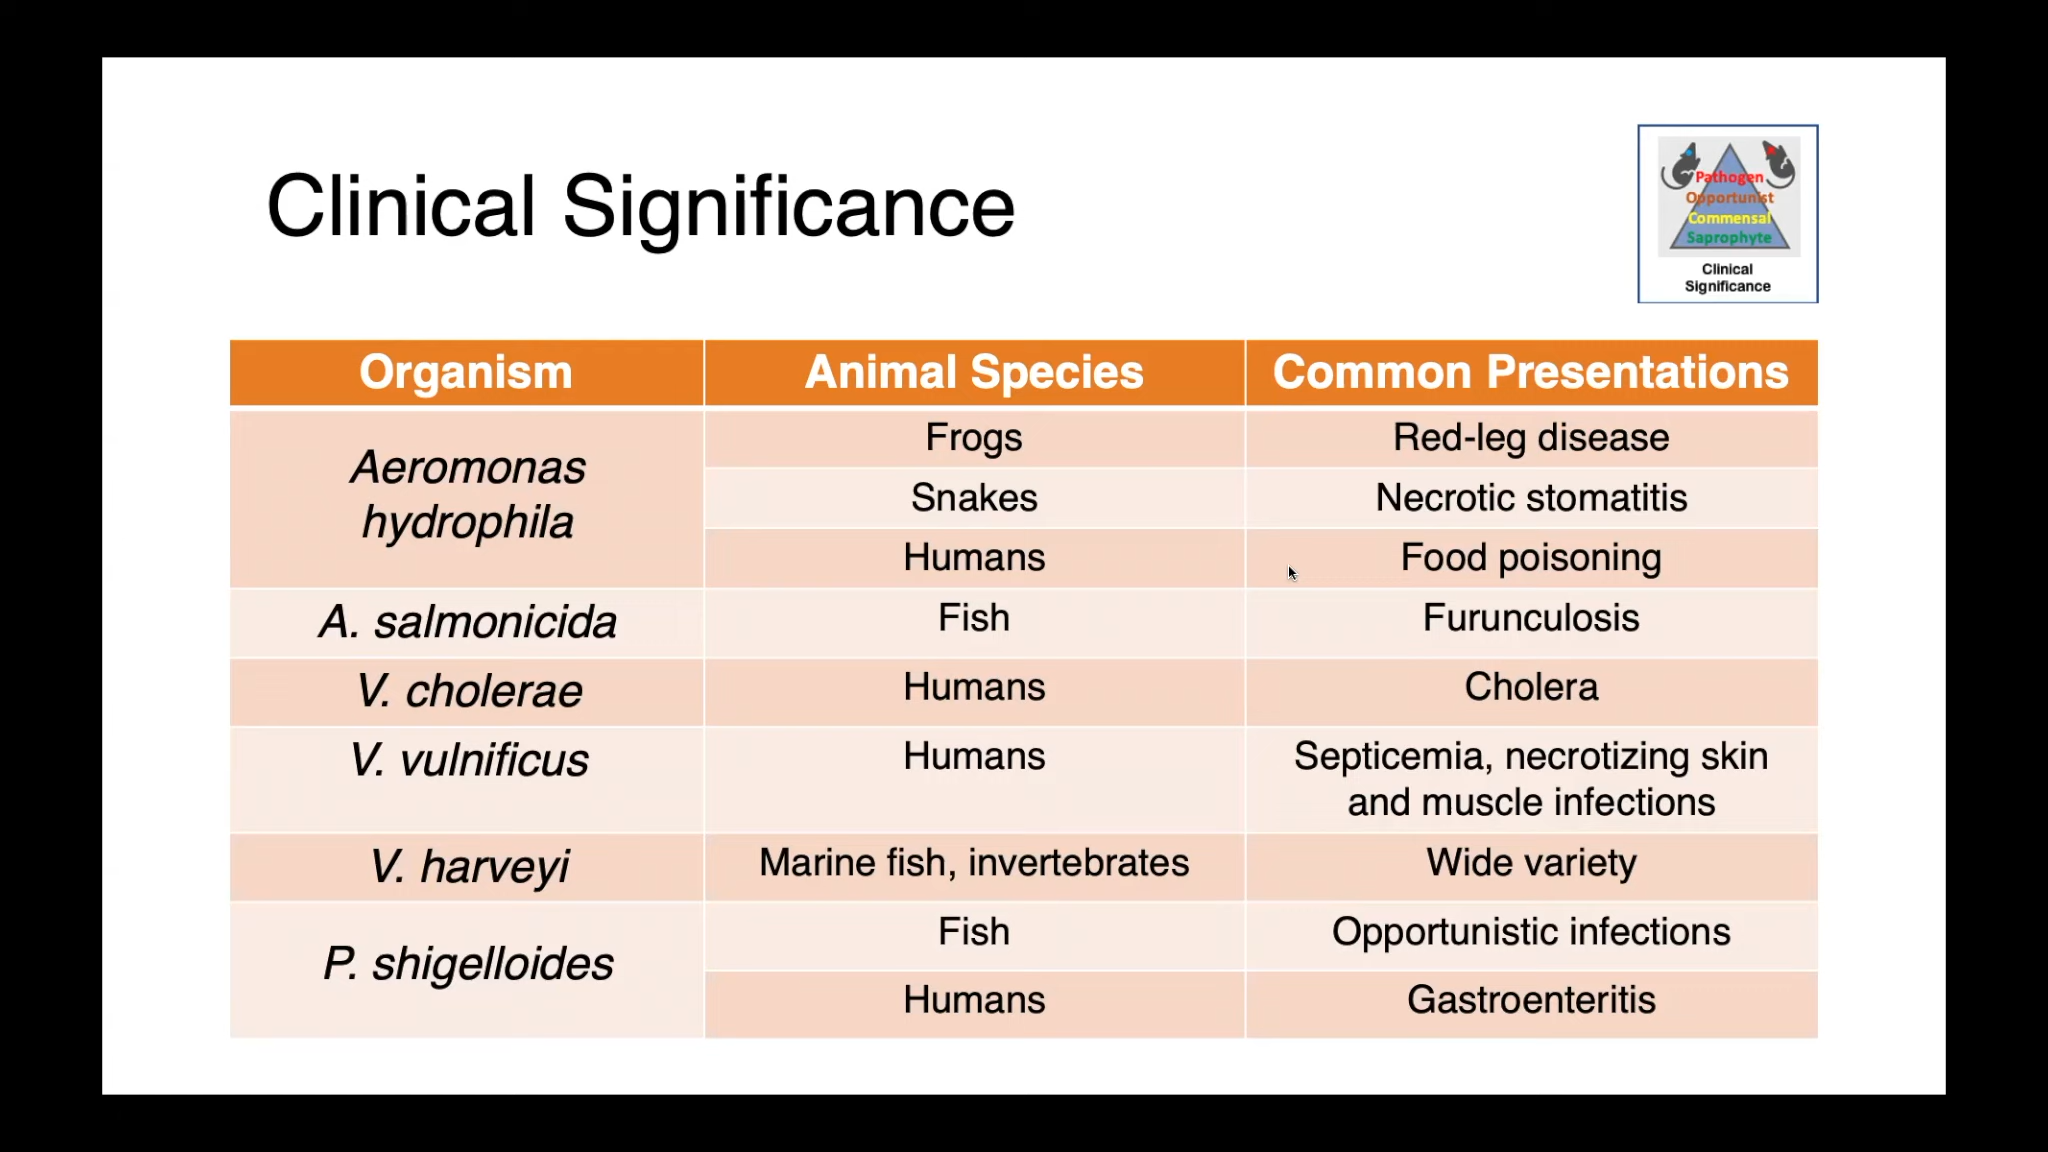 Clinical Significance
Pathogen
Opportunist
Commensal
Saprophyte
Clinical
Significance
Organism Animal Species Common Presentations
Aeromonas
hydrophila
Frogs Red-leg disease
Snakes Necrotic stomatitis
Humans Food poisoning
A. salmonicida Fish Furunculosis
V. cholerae Humans Cholera
V. vulnificus Humans Septicemia, necrotizing skin
and muscle infections
V. harveyi Marine fish, invertebrates Wide variety
P. shigelloides
Fish Opportunistic infections
Humans Gastroenteritis